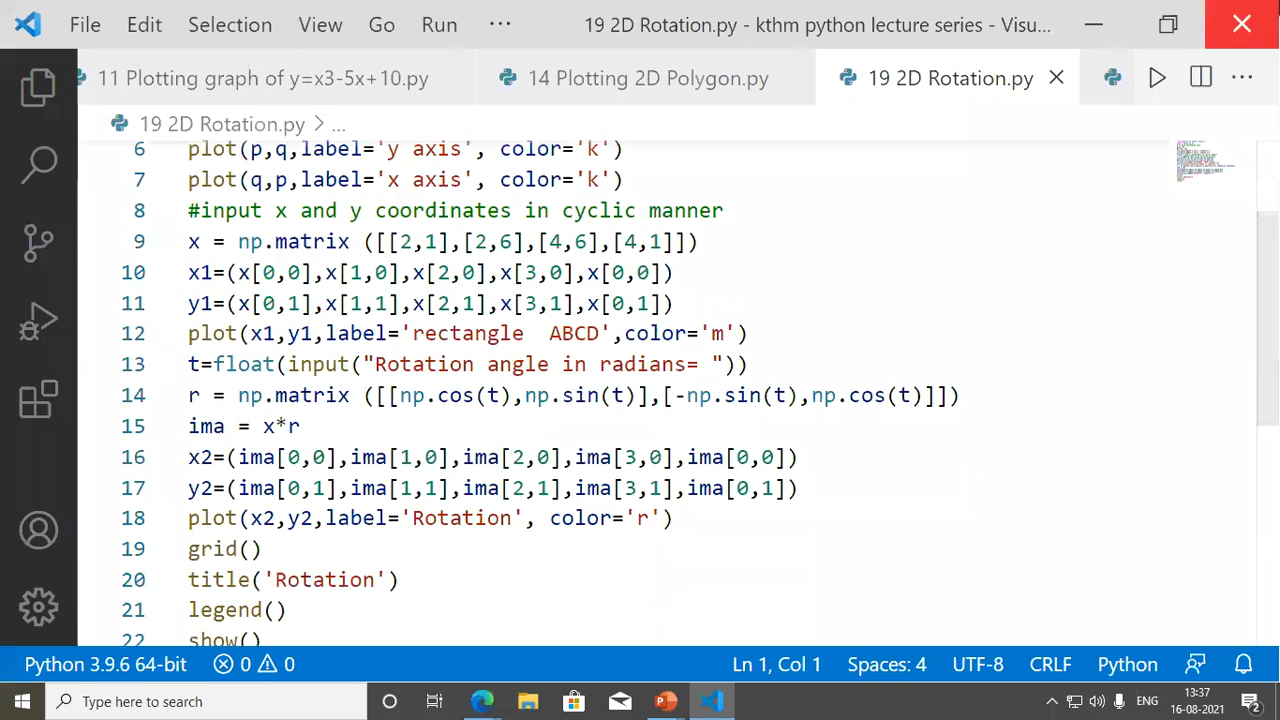 File Edit Selection View Go Run ··· 19 2D Rotation.py - kthm python lecture series - Visu...
11 Plotting graph of y=x3-5x+10.py 14 Plotting 2D Polygon.py 19 2D Rotation.py
19 2D Rotation.py > ...
6 plot(p,q,label='y axis', color='k')
7 plot(q,p,label='x axis', color='k')
8 #input x and y coordinates in cyclic manner
9 x = np.matrix ([[2,1],[2,6],[4,6],[4,1]])
10 x1=(x[0,0],x[1,0],x[2,0],x[3,0],x[0,0])
11 y1=(x[0,1],x[1,1],x[2,1],x[3,1],x[0,1])
12 plot(x1,y1,label='rectangle  ABCD',color='m')
13 t=float(input("Rotation angle in radians= "))
14 r = np.matrix ([[np.cos(t),np.sin(t)],[-np.sin(t),np.cos(t)]])
15 ima = x*r
16 x2=(ima[0,0],ima[1,0],ima[2,0],ima[3,0],ima[0,0])
17 y2=(ima[0,1],ima[1,1],ima[2,1],ima[3,1],ima[0,1])
18 plot(x2,y2,label='Rotation', color='r')
19 grid()
20 title('Rotation')
21 legend()
22 show()
Python 3.9.6 64-bit 0 0 Ln 1, Col 1 Spaces: 4 UTF-8 CRLF Python
Type here to search ENG 13:37
16-08-2021 2